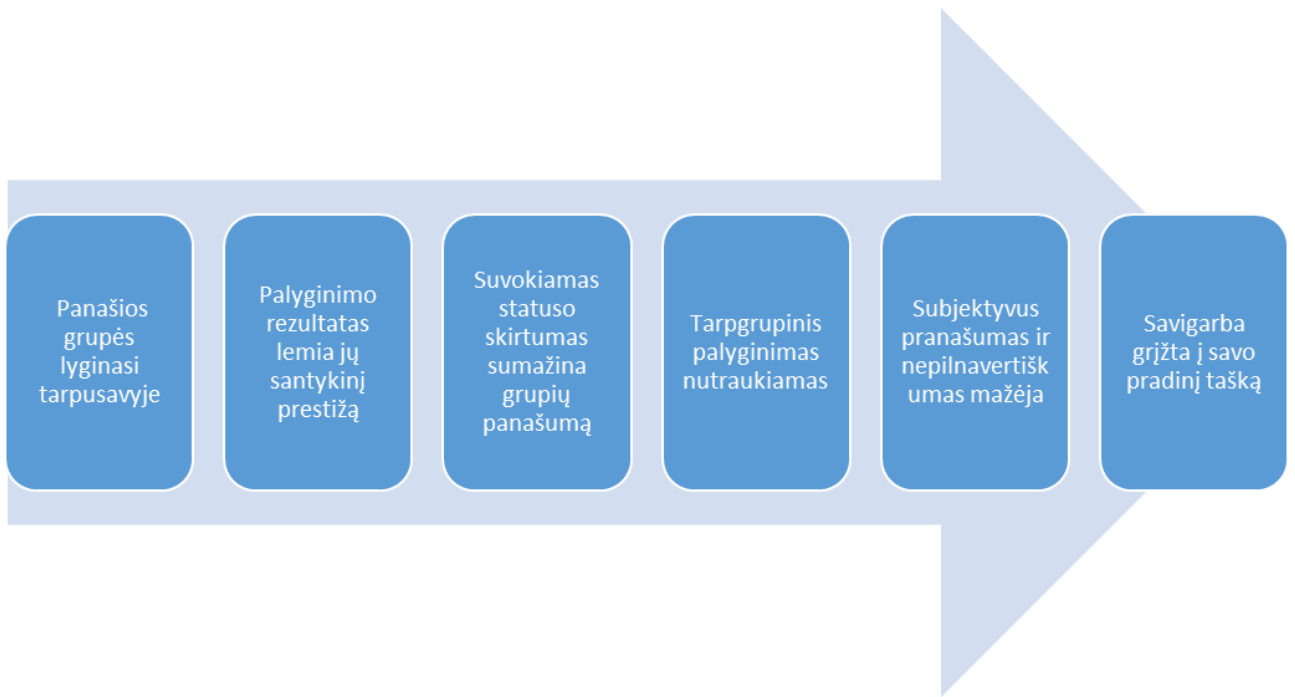 Panašios
grupės
lyginasi
tarpusavyje
Palyginimo
rezultatas
lemia jų
santykinį
prestižą
Suvokiamas
statuso
skirtumas
sumažina
grupių
panašumą
Tarpgrupinis
palyginimas
nutraukiamas
Subjektyvus
pranašumas ir
nepilnavertišk
umas mažėja
Savigarba
grįžta į savo
pradinį tašką